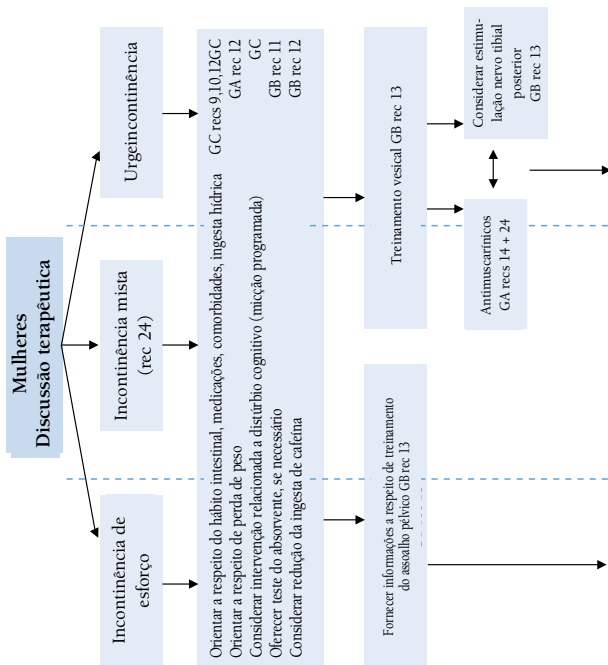 Mulheres
Discussão terapêutica
Incontinência de
esforço
Incontinência mista
(rec 24)
Urgeincontinência
Orientar a respeito do hábito intestinal, medicações, comorbidades, ingesta hídrica GC recs 9,10,12GC
Orientar a respeito de perda de peso GA rec 12
Considerar intervenção relacionada a distúrbio cognitivo (micção programada) GC
Oferecer teste do absorvente, se necessário GB rec 11
Considerar redução da ingesta de cafeína GB rec 12
Fornecer informações a respeito de treinamento
do assoalho pélvico GB rec 13
Treinamento vesical GB rec 13
Antimuscarínicos
GA recs 14 + 24
Considerar estimu-
lação nervo tibial
posterior
GB rec 13